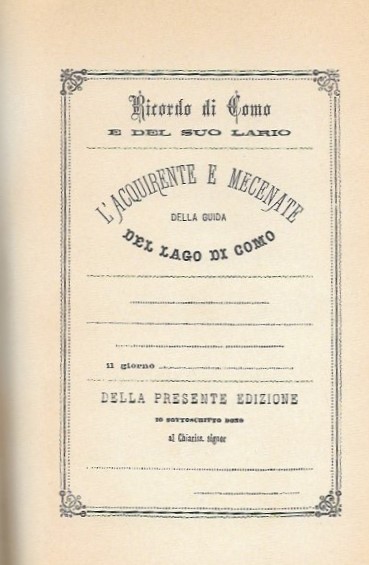 Ricordo di Como
E DEL SUO LARIO
L'ACQUIRENTE E MECENATE
DELLA GUIDA
DEL LAGO DI COMO
il giorno
DELLA PRESENTE EDIZIONE
IO SOTTOSCRITTO DONO
al Chiariss. signor